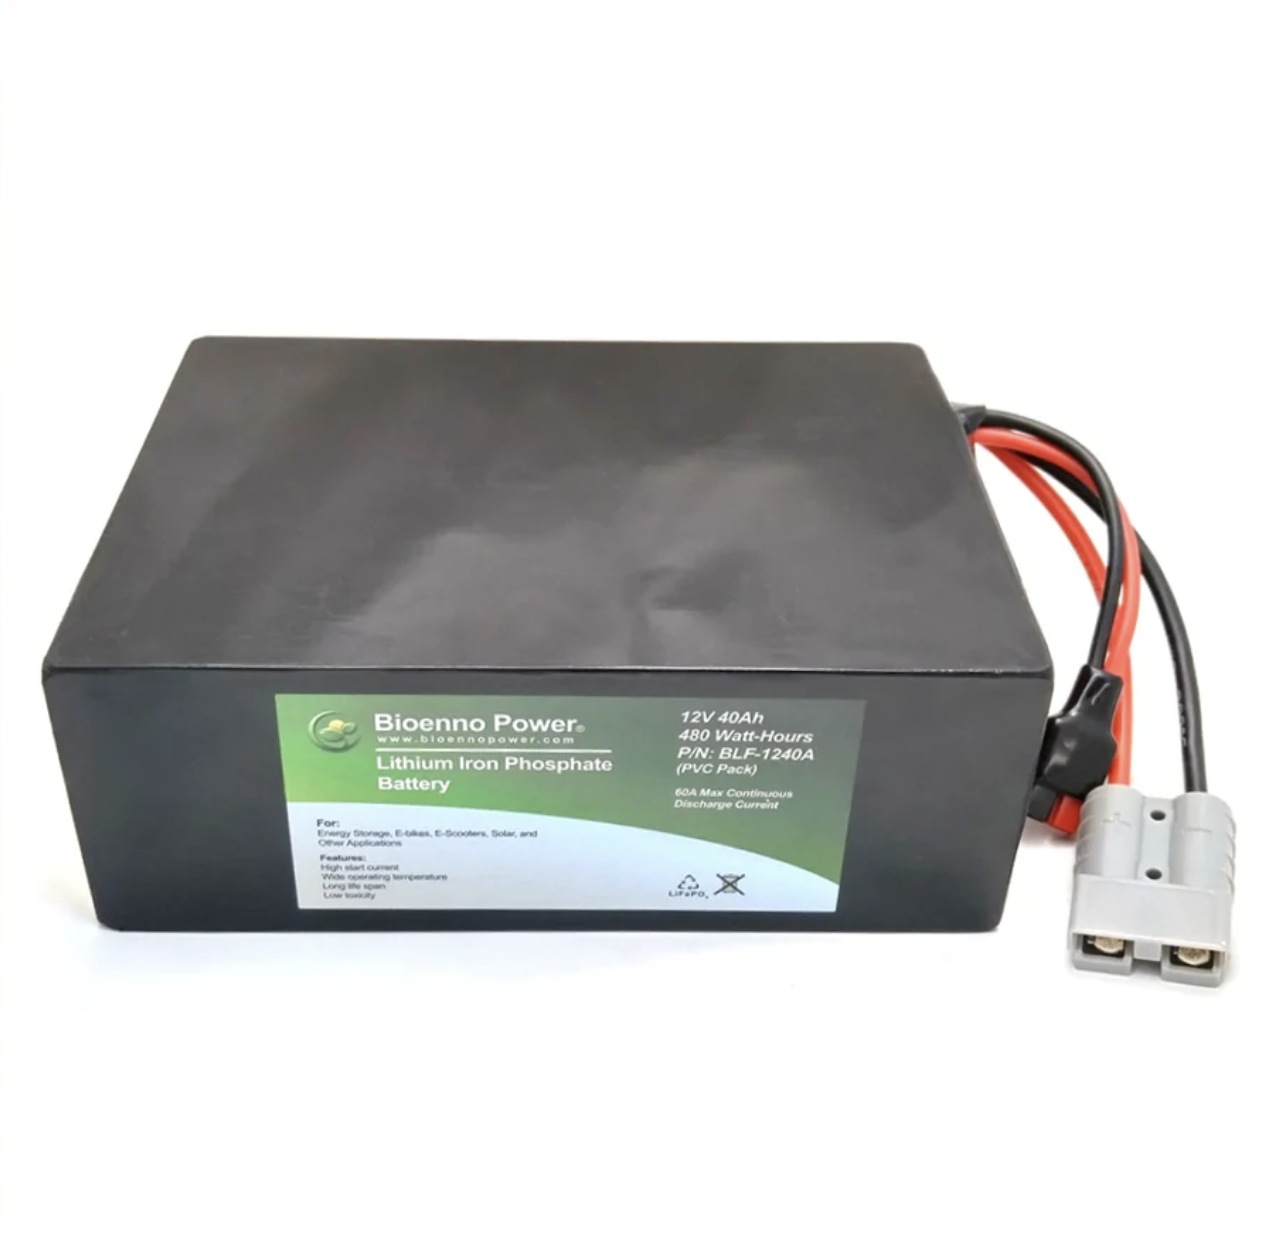 Bioenno Power®
www.bioennopower.com
Lithium Iron Phosphate
Battery
12V 40Ah
480 Watt-Hours
P/N: BLF-1240A
(PVC Pack)
60A Max Continuous
Discharge Current
For:
Energy Storage, E-bikes, E-Scooters, Solar, and
Other Applications
Features:
High start current
Wide operating temperature
Long life span
Low toxicity
LiFePO₄
+ −